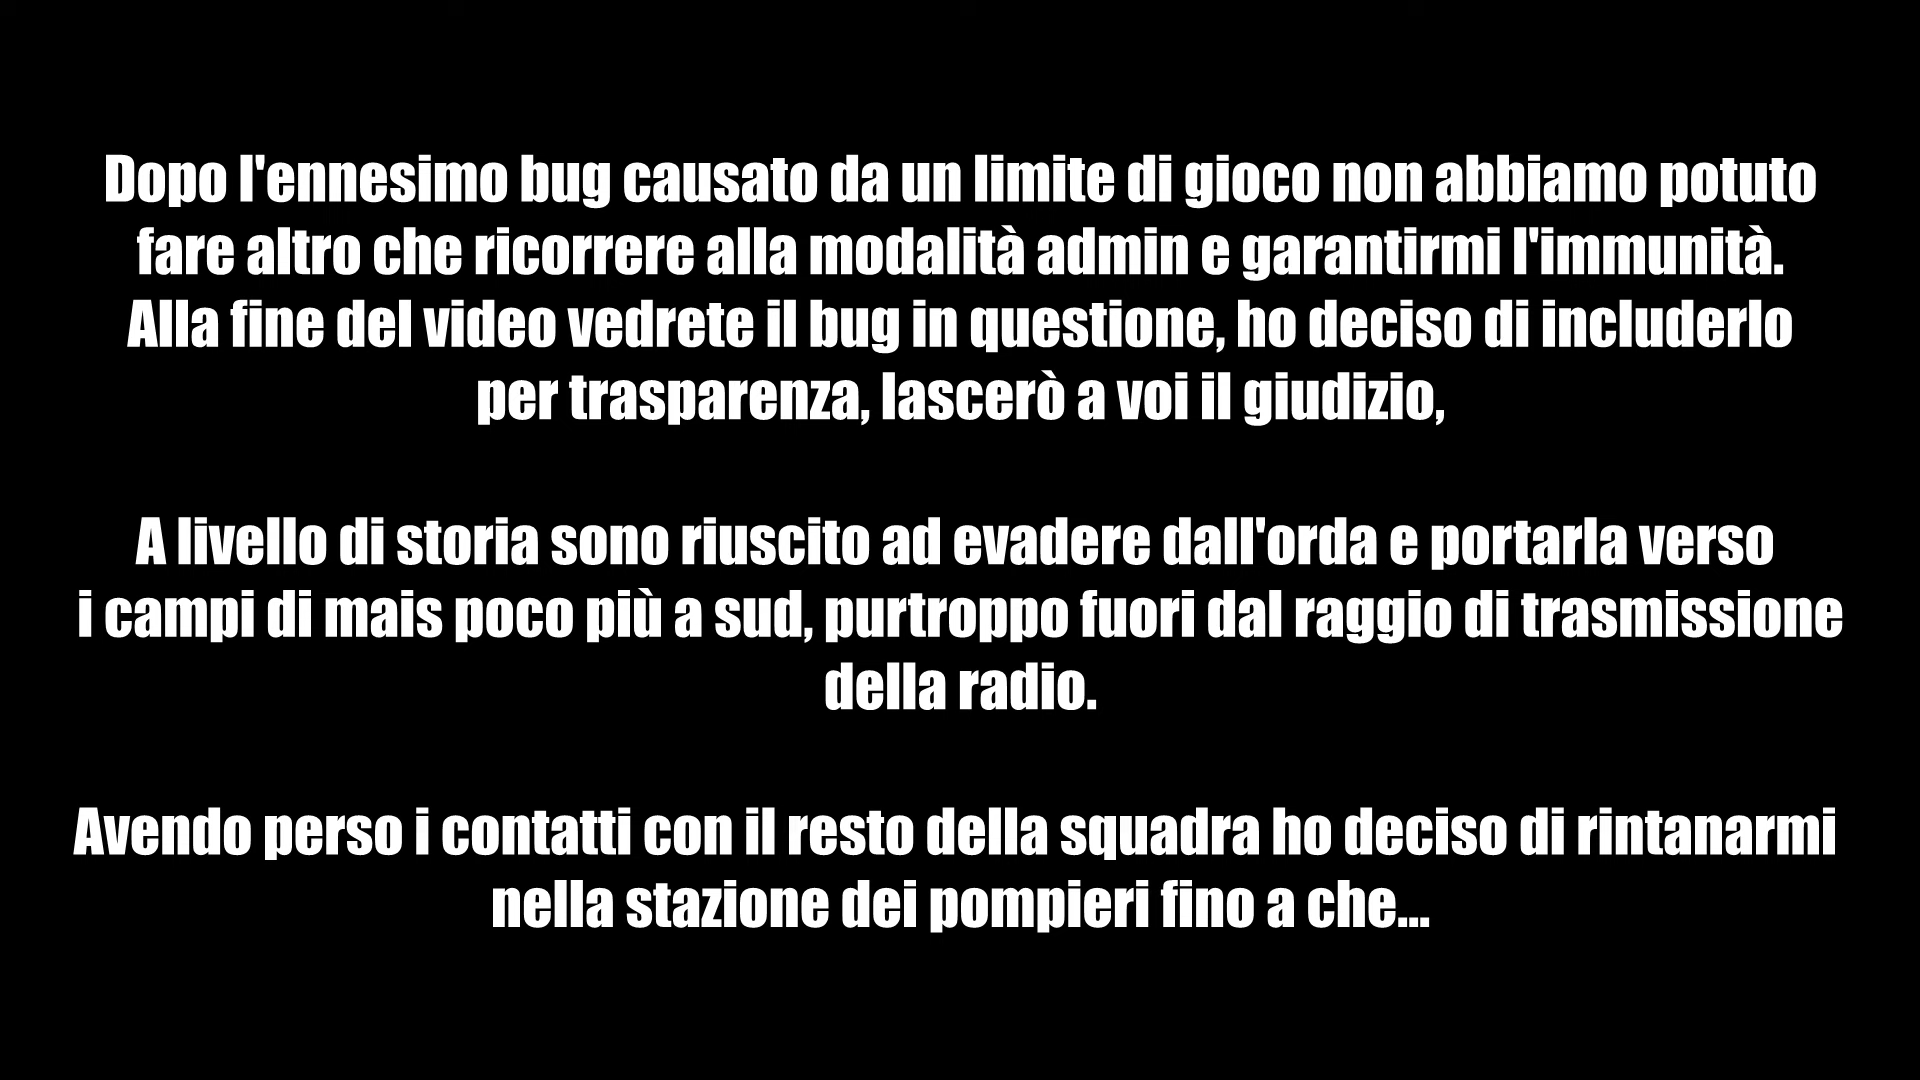 Dopo l'ennesimo bug causato da un limite di gioco non abbiamo potuto
fare altro che ricorrere alla modalità admin e garantirmi l'immunità.
Alla fine del video vedrete il bug in questione, ho deciso di includerlo
per trasparenza, lascerò a voi il giudizio,
A livello di storia sono riuscito ad evadere dall'orda e portarla verso
i campi di mais poco più a sud, purtroppo fuori dal raggio di trasmissione
della radio.
Avendo perso i contatti con il resto della squadra ho deciso di rintanarmi
nella stazione dei pompieri fino a che...